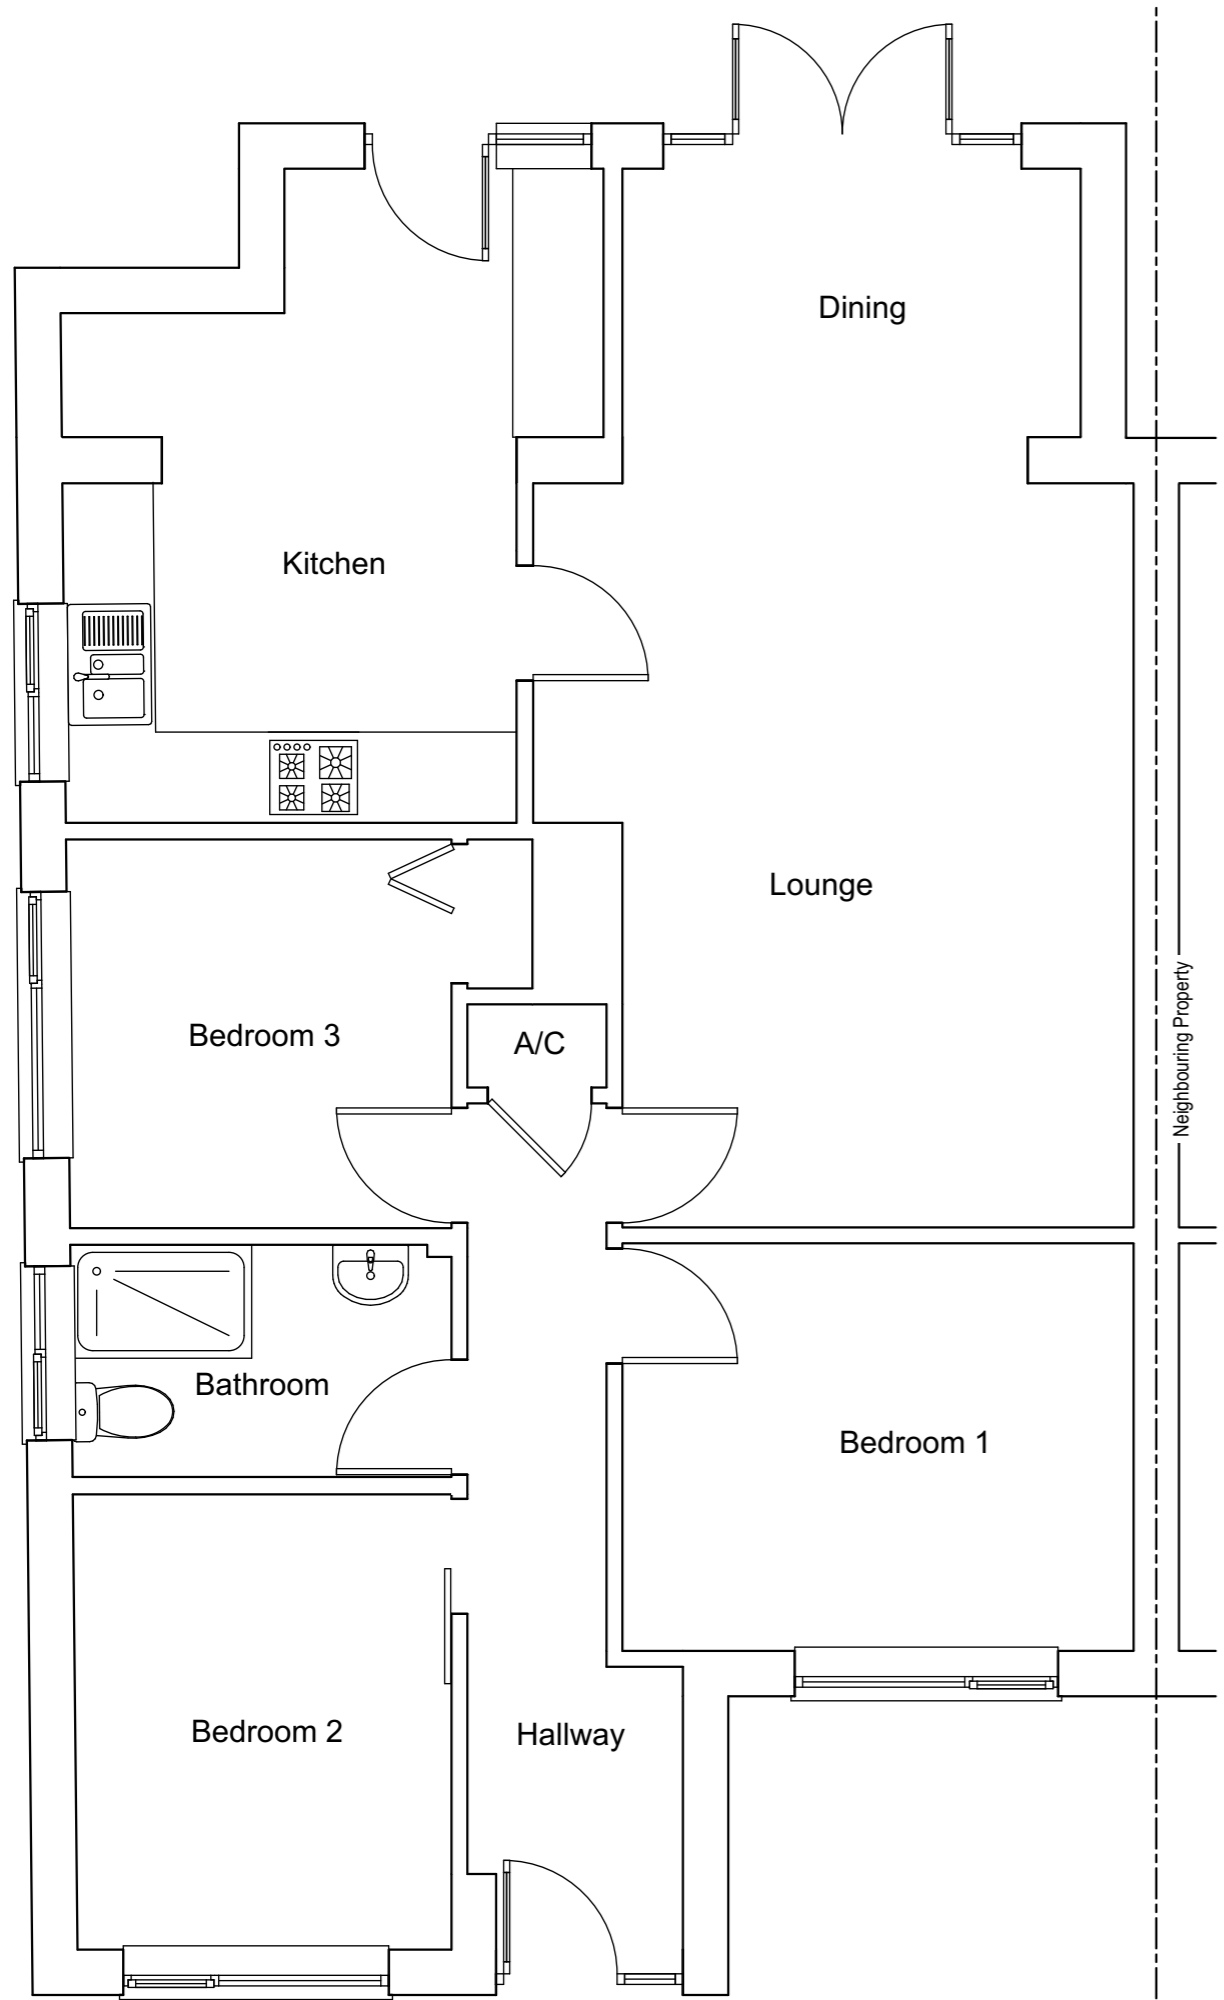 Dining
Kitchen
Lounge
Neighbouring Property
Bedroom 3
A/C
Bathroom
Bedroom 1
Bedroom 2
Hallway